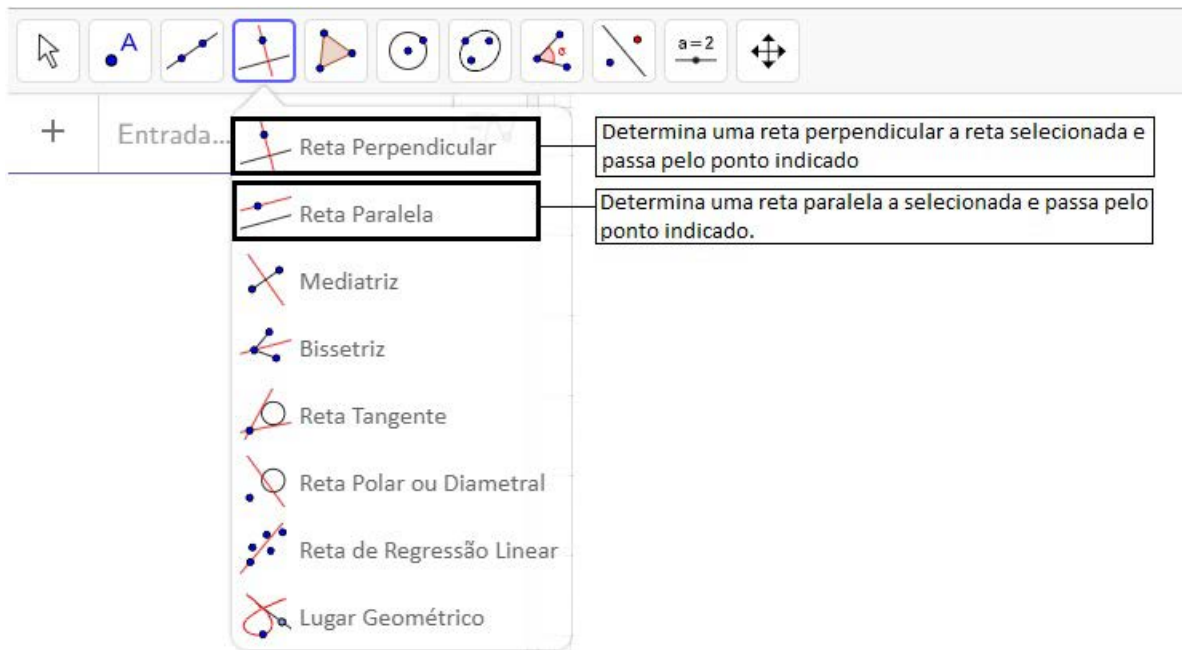 A
α
a=2
+
Entrada...
Reta Perpendicular
Determina uma reta perpendicular a reta selecionada e
passa pelo ponto indicado
Reta Paralela
Determina uma reta paralela a selecionada e passa pelo
ponto indicado.
Mediatriz
Bissetriz
Reta Tangente
Reta Polar ou Diametral
Reta de Regressão Linear
Lugar Geométrico